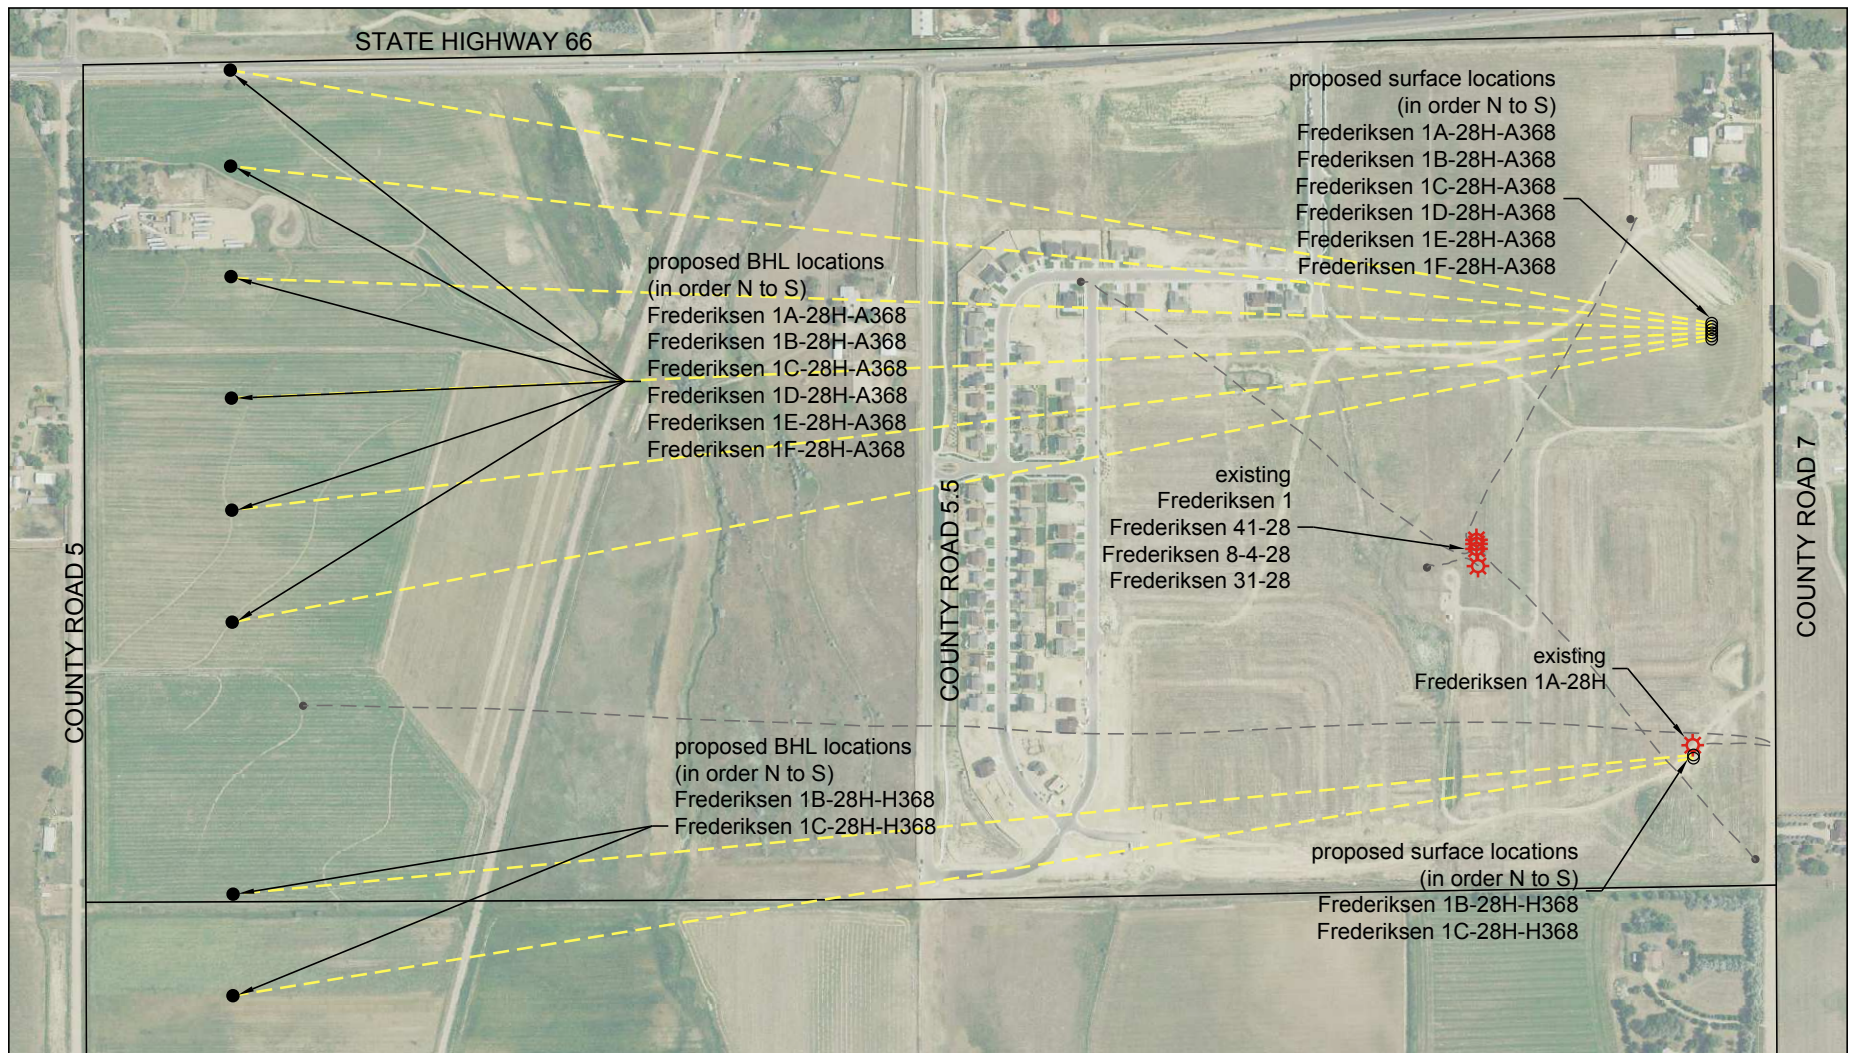 STATE HIGHWAY 66
proposed surface locations
(in order N to S)
Frederiksen 1A-28H-A368
Frederiksen 1B-28H-A368
Frederiksen 1C-28H-A368
Frederiksen 1D-28H-A368
Frederiksen 1E-28H-A368
Frederiksen 1F-28H-A368
proposed BHL locations
(in order N to S)
Frederiksen 1A-28H-A368
Frederiksen 1B-28H-A368
Frederiksen 1C-28H-A368
Frederiksen 1D-28H-A368
Frederiksen 1E-28H-A368
Frederiksen 1F-28H-A368
existing
Frederiksen 1
Frederiksen 41-28
Frederiksen 8-4-28
Frederiksen 31-28
COUNTY ROAD 5
COUNTY ROAD 5.5
COUNTY ROAD 7
existing
Frederiksen 1A-28H
proposed BHL locations
(in order N to S)
Frederiksen 1B-28H-H368
Frederiksen 1C-28H-H368
proposed surface locations
(in order N to S)
Frederiksen 1B-28H-H368
Frederiksen 1C-28H-H368